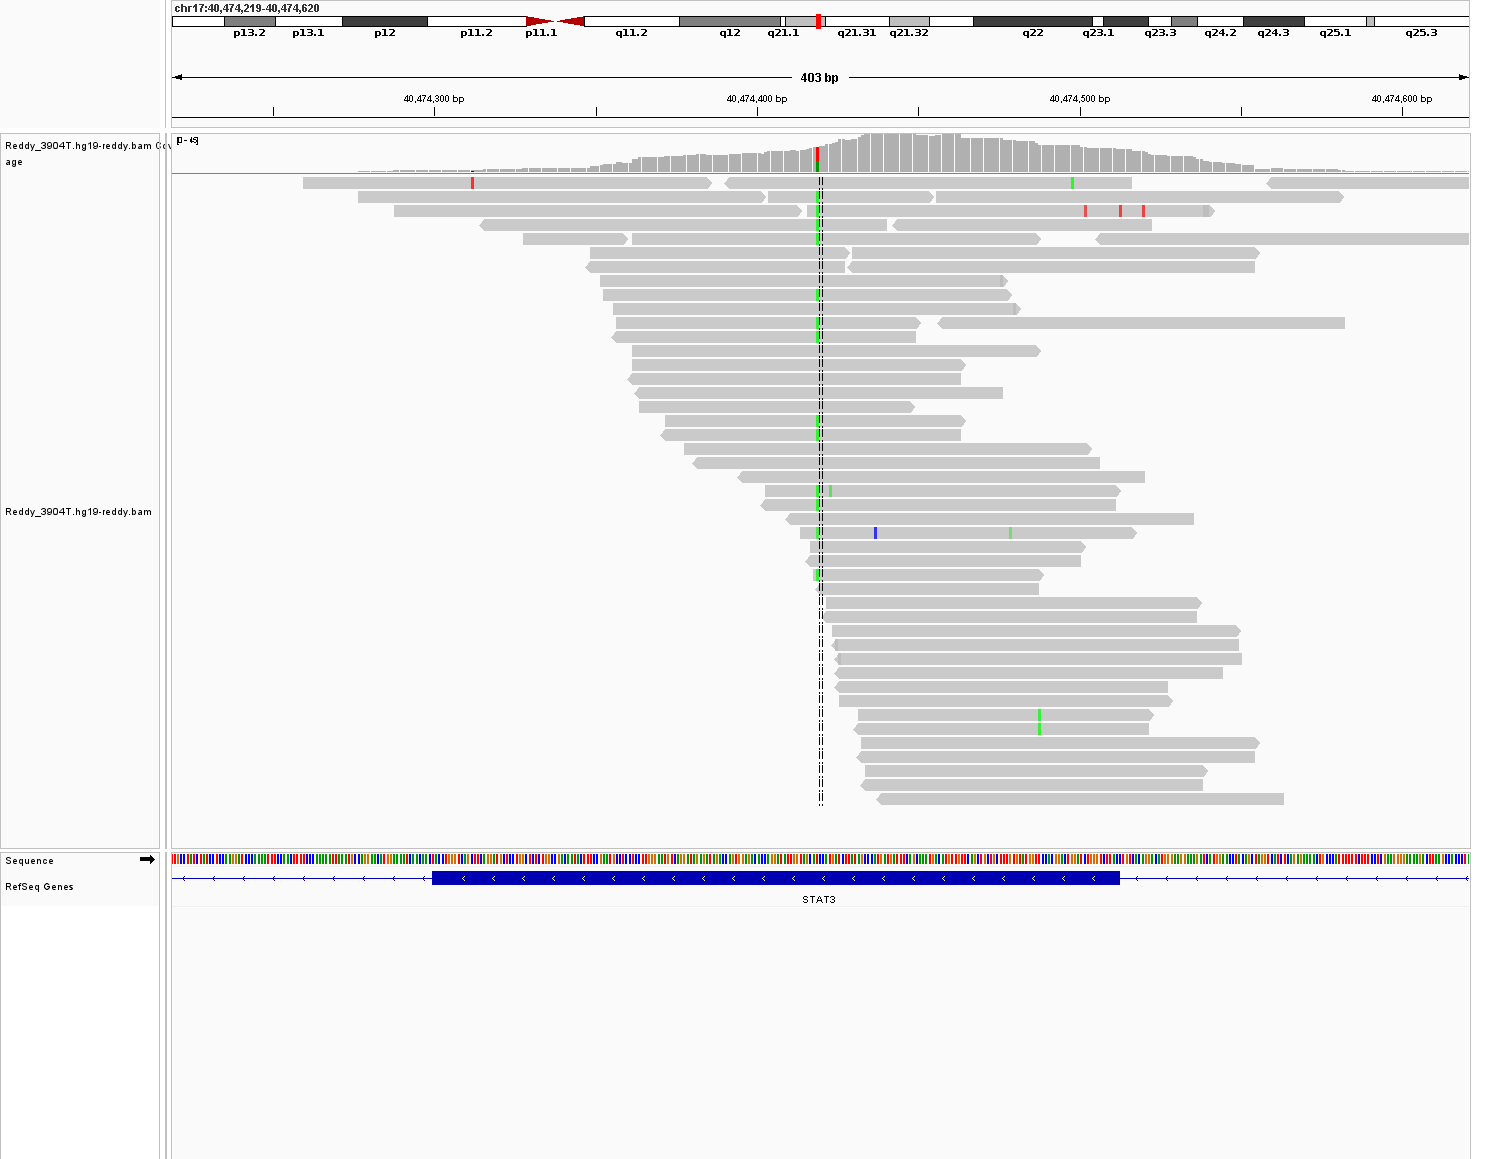 chr17:40,474,219-40,474,620
p13.2 p13.1 p12 p11.2 p11.1 q11.2 q12 q21.1 q21.31 q21.32 q22 q23.1 q23.3 q24.2 q24.3 q25.1 q25.3
403 bp
40,474,300 bp 40,474,400 bp 40,474,500 bp 40,474,600 bp
Reddy_3904T.hg19-reddy.bam Cov
age
Reddy_3904T.hg19-reddy.bam
Sequence
RefSeq Genes
STAT3